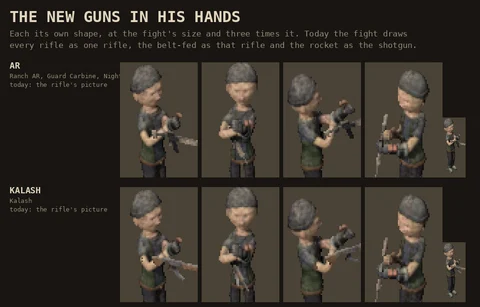 THE NEW GUNS IN HIS HANDS
Each its own shape, at the fight's size and three times it. Today the fight draws
every rifle as one rifle, the belt-fed as that rifle and the rocket as the shotgun.
AR
Ranch AR, Guard Carbine,
today: the rifle's picture
KALASH
Kalash
today: the rifle's picture